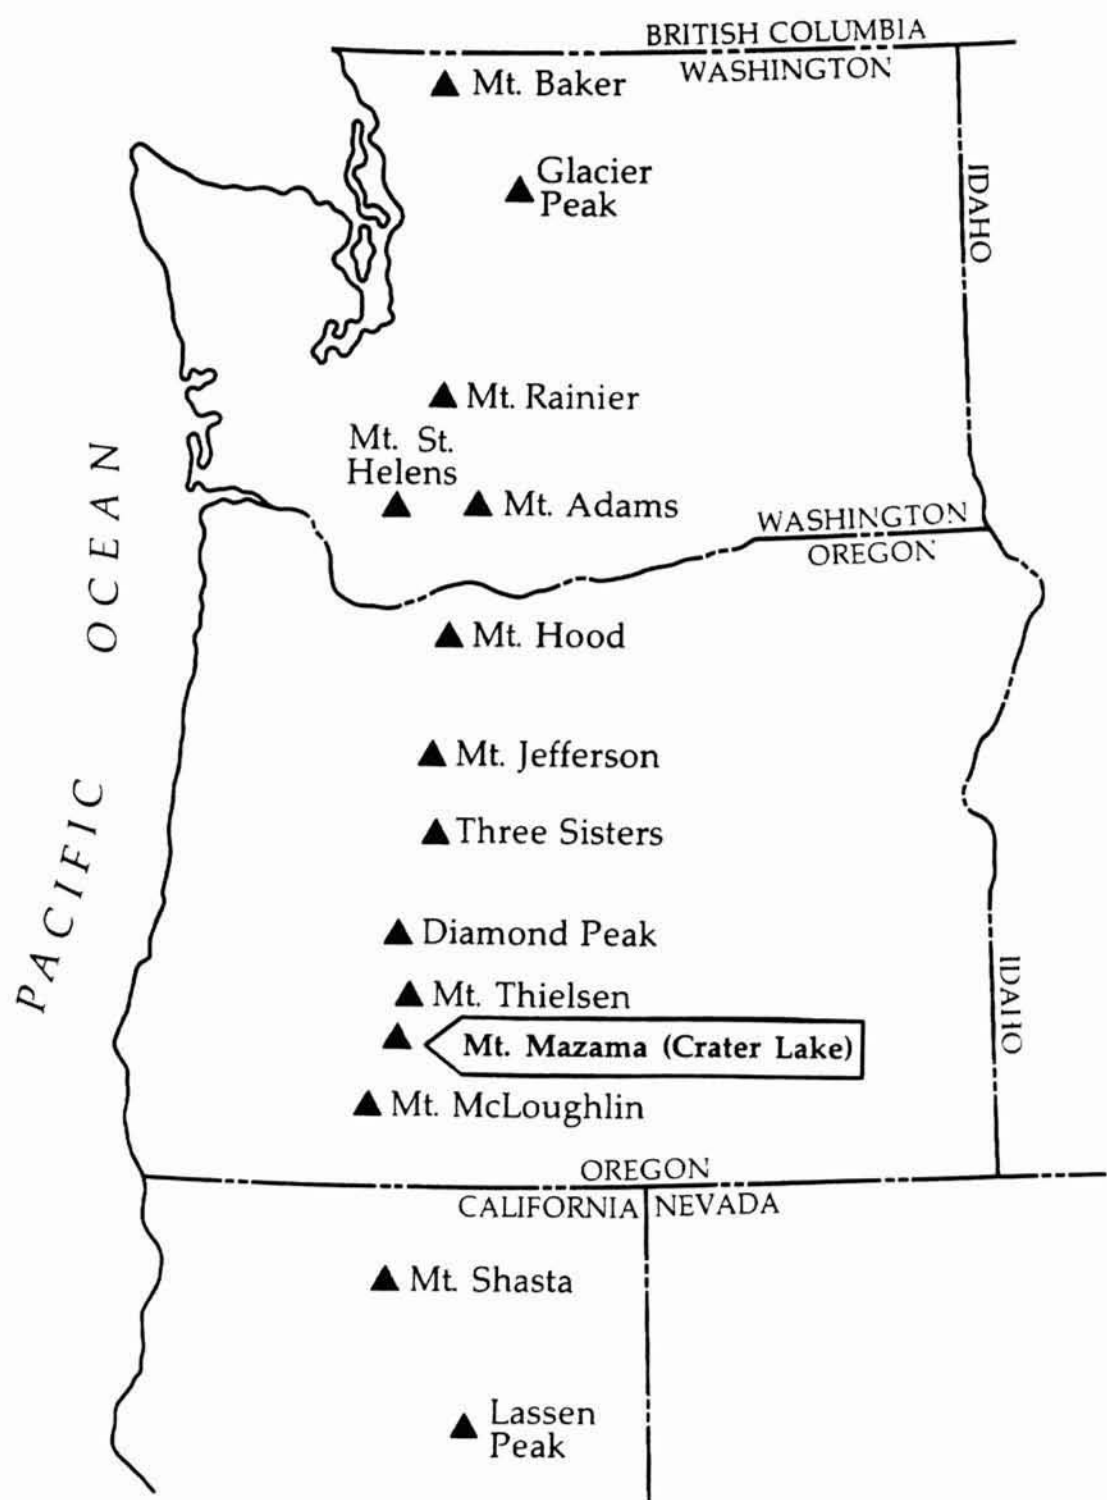 BRITISH COLUMBIA
WASHINGTON
Mt. Baker
Glacier
Peak
IDAHO
Mt. Rainier
Mt. St.
Helens
Mt. Adams
WASHINGTON
OREGON
PACIFIC OCEAN
Mt. Hood
Mt. Jefferson
Three Sisters
Diamond Peak
Mt. Thielsen
IDAHO
Mt. Mazama (Crater Lake)
Mt. McLoughlin
OREGON
CALIFORNIA
NEVADA
Mt. Shasta
Lassen
Peak